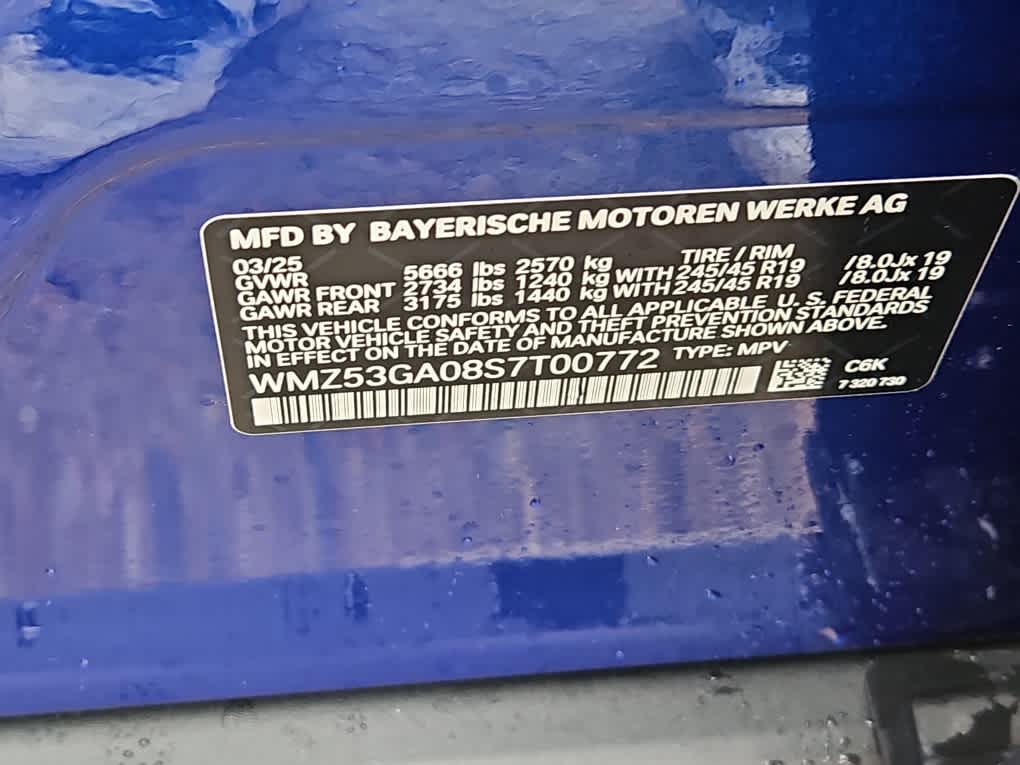 MFD BY BAYERISCHE MOTOREN WERKE AG
03/25 TIRE / RIM
GVWR 5666 lbs 2570 kg
GAWR FRONT 2734 lbs 1240 kg WITH 245/45 R19 /8.0Jx 19
GAWR REAR 3175 lbs 1440 kg WITH 245/45 R19 /8.0Jx 19
THIS VEHICLE CONFORMS TO ALL APPLICABLE U. S. FEDERAL
MOTOR VEHICLE SAFETY AND THEFT PREVENTION STANDARDS
IN EFFECT ON THE DATE OF MANUFACTURE SHOWN ABOVE.
WMZ53GA08S7T00772 TYPE: MPV
C6K
7 320 730